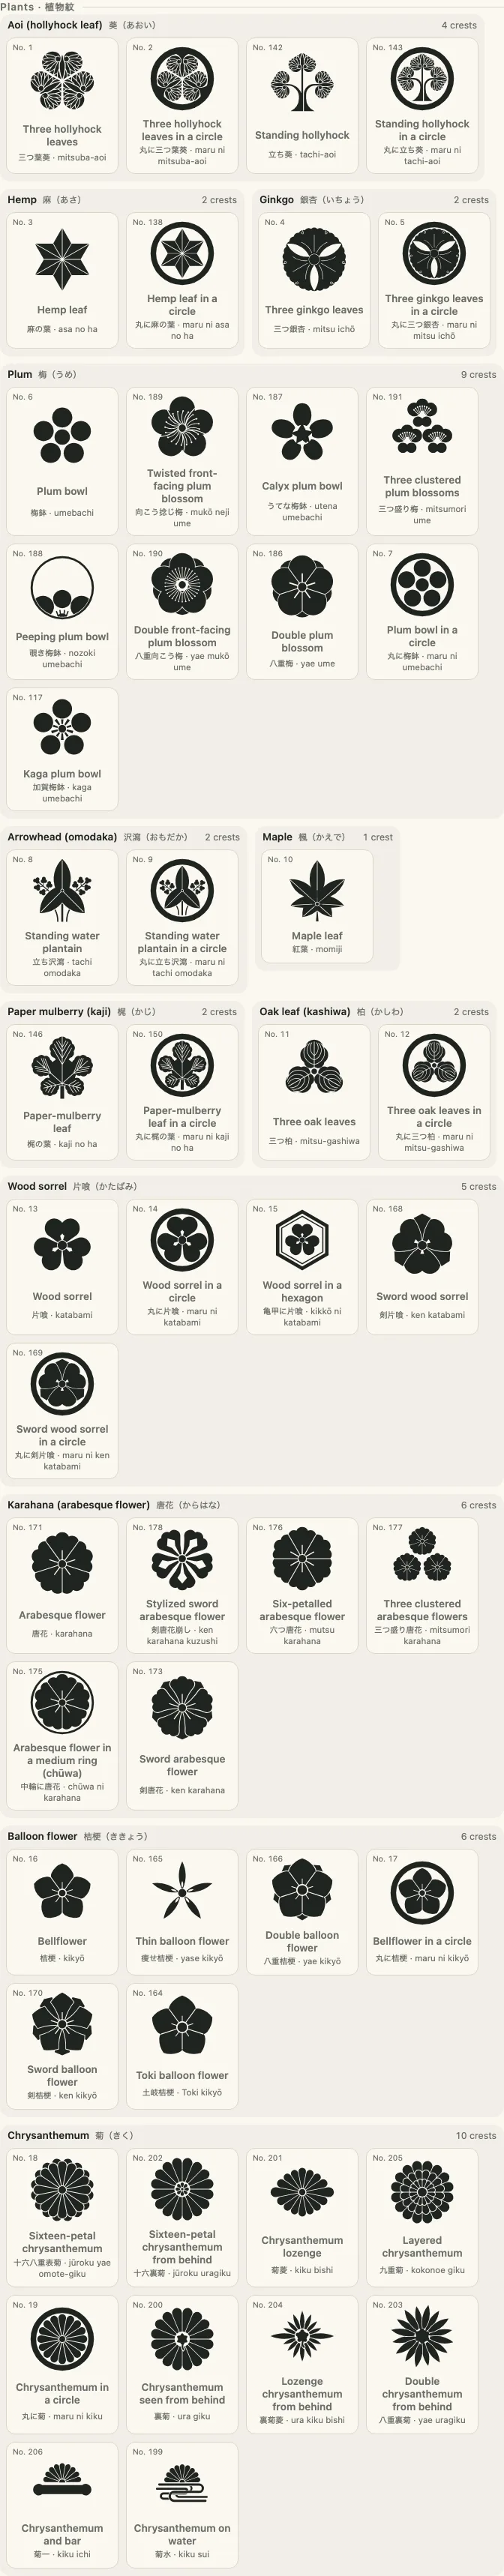 Plants · 植物紋
Aoi (hollyhock leaf) 葵（あおい） 4 crests
No. 1
Three hollyhock
leaves
三つ葉葵 · mitsuba-aoi
No. 2
Three hollyhock
leaves in a circle
丸に三つ葉葵 · maru ni
mitsuba-aoi
No. 142
Standing hollyhock
立ち葵 · tachi-aoi
No. 143
Standing hollyhock
in a circle
丸に立ち葵 · maru ni
tachi-aoi
Hemp 麻（あさ） 2 crests
No. 3
Hemp leaf
麻の葉 · asa no ha
No. 138
Hemp leaf in a
circle
丸に麻の葉 · maru ni asa
no ha
Ginkgo 銀杏（いちょう） 2 crests
No. 4
Three ginkgo leaves
三つ銀杏 · mitsu ichō
No. 5
Three ginkgo leaves
in a circle
丸に三つ銀杏 · maru ni
mitsu ichō
Plum 梅（うめ） 9 crests
No. 6
Plum bowl
梅鉢 · umebachi
No. 189
Twisted front-
facing plum
blossom
向こう捻じ梅 · mukō neji
ume
No. 187
Calyx plum bowl
うてな梅鉢 · utena
umebachi
No. 191
Three clustered
plum blossoms
三つ盛り梅 · mitsumori
ume
No. 188
Peeping plum bowl
覗き梅鉢 · nozoki
umebachi
No. 190
Double front-facing
plum blossom
八重向こう梅 · yae mukō
ume
No. 186
Double plum
blossom
八重梅 · yae ume
No. 7
Plum bowl in a
circle
丸に梅鉢 · maru ni
umebachi
No. 117
Kaga plum bowl
加賀梅鉢 · kaga
umebachi
Arrowhead (omodaka) 沢瀉（おもだか） 2 crests
No. 8
Standing water
plantain
立ち沢瀉 · tachi
omodaka
No. 9
Standing water
plantain in a circle
丸に立ち沢瀉 · maru ni
tachi omodaka
Maple 楓（かえで） 1 crest
No. 10
Maple leaf
紅葉 · momiji
Paper mulberry (kaji) 梶（かじ） 2 crests
No. 146
Paper-mulberry
leaf
梶の葉 · kaji no ha
No. 150
Paper-mulberry
leaf in a circle
丸に梶の葉 · maru ni kaji
no ha
Oak leaf (kashiwa) 柏（かしわ） 2 crests
No. 11
Three oak leaves
三つ柏 · mitsu-gashiwa
No. 12
Three oak leaves in
a circle
丸に三つ柏 · maru ni
mitsu-gashiwa
Wood sorrel 片喰（かたばみ） 5 crests
No. 13
Wood sorrel
片喰 · katabami
No. 14
Wood sorrel in a
circle
丸に片喰 · maru ni
katabami
No. 15
Wood sorrel in a
hexagon
亀甲に片喰 · kikkō ni
katabami
No. 168
Sword wood sorrel
剣片喰 · ken katabami
No. 169
Sword wood sorrel
in a circle
丸に剣片喰 · maru ni ken
katabami
Karahana (arabesque flower) 唐花（からはな） 6 crests
No. 171
Arabesque flower
唐花 · karahana
No. 178
Stylized sword
arabesque flower
剣唐花崩し · ken
karahana kuzushi
No. 176
Six-petalled
arabesque flower
六つ唐花 · mutsu
karahana
No. 177
Three clustered
arabesque flowers
三つ盛り唐花 · mitsumori
karahana
No. 175
Arabesque flower in
a medium ring
(chūwa)
中輪に唐花 · chūwa ni
karahana
No. 173
Sword arabesque
flower
剣唐花 · ken karahana
Balloon flower 桔梗（ききょう） 6 crests
No. 16
Bellflower
桔梗 · kikyō
No. 165
Thin balloon flower
痩せ桔梗 · yase kikyō
No. 166
Double balloon
flower
八重桔梗 · yae kikyō
No. 17
Bellflower in a circle
丸に桔梗 · maru ni kikyō
No. 170
Sword balloon
flower
剣桔梗 · ken kikyō
No. 164
Toki balloon flower
土岐桔梗 · Toki kikyō
Chrysanthemum 菊（きく） 10 crests
No. 18
Sixteen-petal
chrysanthemum
十六八重表菊 · jūroku yae
omote-giku
No. 202
Sixteen-petal
chrysanthemum
from behind
十六裏菊 · jūroku uragiku
No. 201
Chrysanthemum
lozenge
菊菱 · kiku bishi
No. 205
Layered
chrysanthemum
九重菊 · kokonoe giku
No. 19
Chrysanthemum in
a circle
丸に菊 · maru ni kiku
No. 200
Chrysanthemum
seen from behind
裏菊 · ura giku
No. 204
Lozenge
chrysanthemum
from behind
裏菊菱 · ura kiku bishi
No. 203
Double
chrysanthemum
from behind
八重裏菊 · yae uragiku
No. 206
Chrysanthemum
and bar
菊一 · kiku ichi
No. 199
Chrysanthemum on
water
菊水 · kiku sui